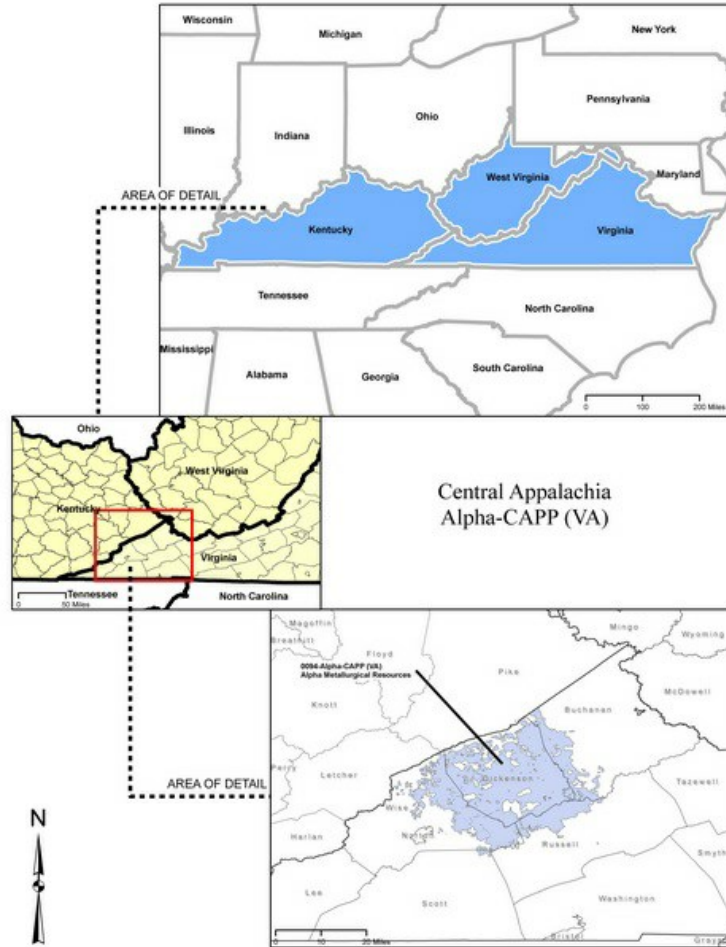 Wisconsin
Michigan
New York
Pennsylvania
Ohio
Illinois
Indiana
Maryland
West Virginia
AREA OF DETAIL
Kentucky
Virginia
Tennessee
North Carolina
Mississippi
Alabama
Georgia
South Carolina
0 100 200 Miles
Ohio
West Virginia
Kentucky
Virginia
Tennessee
North Carolina
0 50 Miles
Central Appalachia
Alpha-CAPP (VA)
Magoffin
Breathitt
Floyd
Mingo
Wyoming
0094-Alpha-CAPP (VA)
Alpha Metallurgical Resources
Pike
McDowell
Knott
Buchanan
Perry
Letcher
Dickenson
Tazewell
AREA OF DETAIL
Wise
Norton
Harlan
Russell
Smyth
Lee
Scott
Washington
Bristol
0 10 20 Miles
N